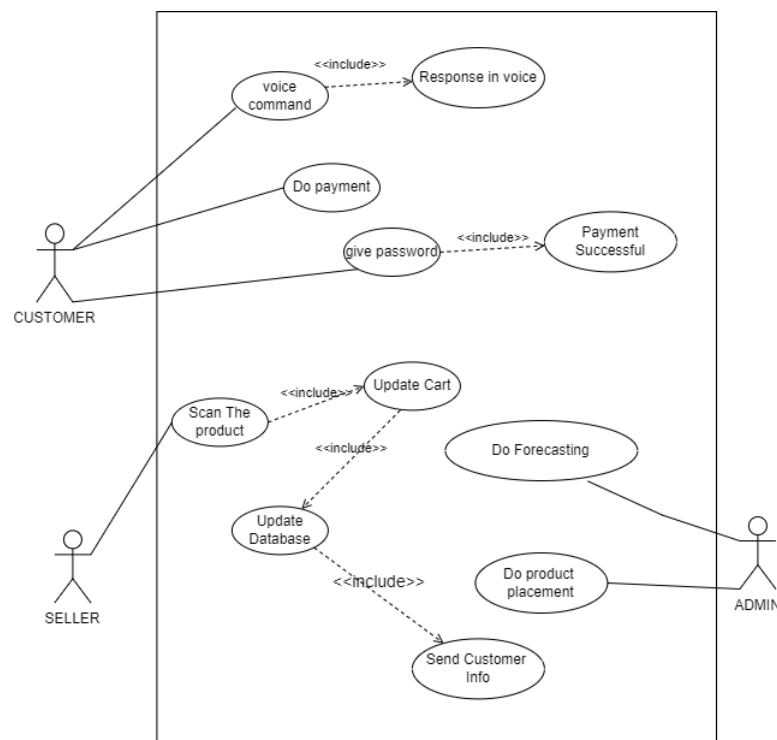 <<include>>
Response in voice
voice
command
Do payment
<<include>>
Payment
Successful
give password
CUSTOMER
<<include>>
Update Cart
Scan The
product
<<include>>
Do Forecasting
Update
Database
<<include>>
Do product
placement
SELLER
ADMIN
Send Customer
Info